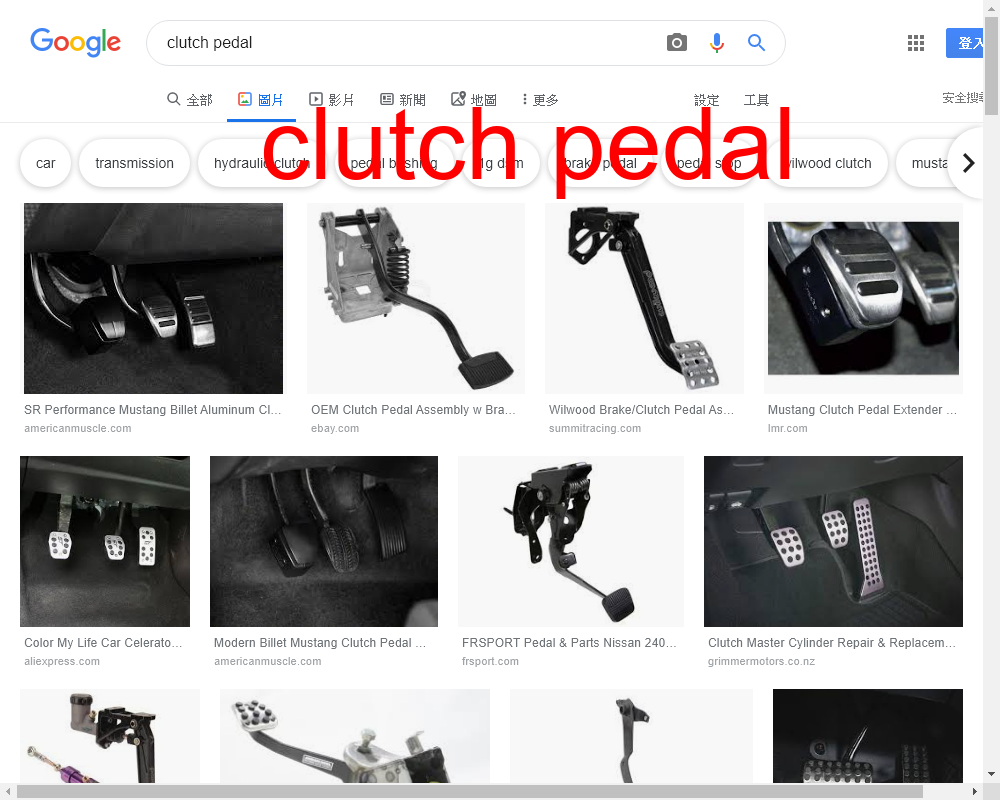 Google
clutch pedal
登入
全部
圖片
影片
新聞
地圖
更多
設定
工具
安全搜尋
clutch pedal
car
transmission
hydraulic clutch
pedal bushing
1g dsm
brake pedal
pedal stop
wilwood clutch
musta
SR Performance Mustang Billet Aluminum Cl...
americanmuscle.com
OEM Clutch Pedal Assembly w Bra...
ebay.com
Wilwood Brake/Clutch Pedal As...
summitracing.com
Mustang Clutch Pedal Extender ...
lmr.com
Color My Life Car Celerato...
aliexpress.com
Modern Billet Mustang Clutch Pedal ...
americanmuscle.com
FRSPORT Pedal & Parts Nissan 240...
frsport.com
Clutch Master Cylinder Repair & Replacem...
grimmermotors.co.nz